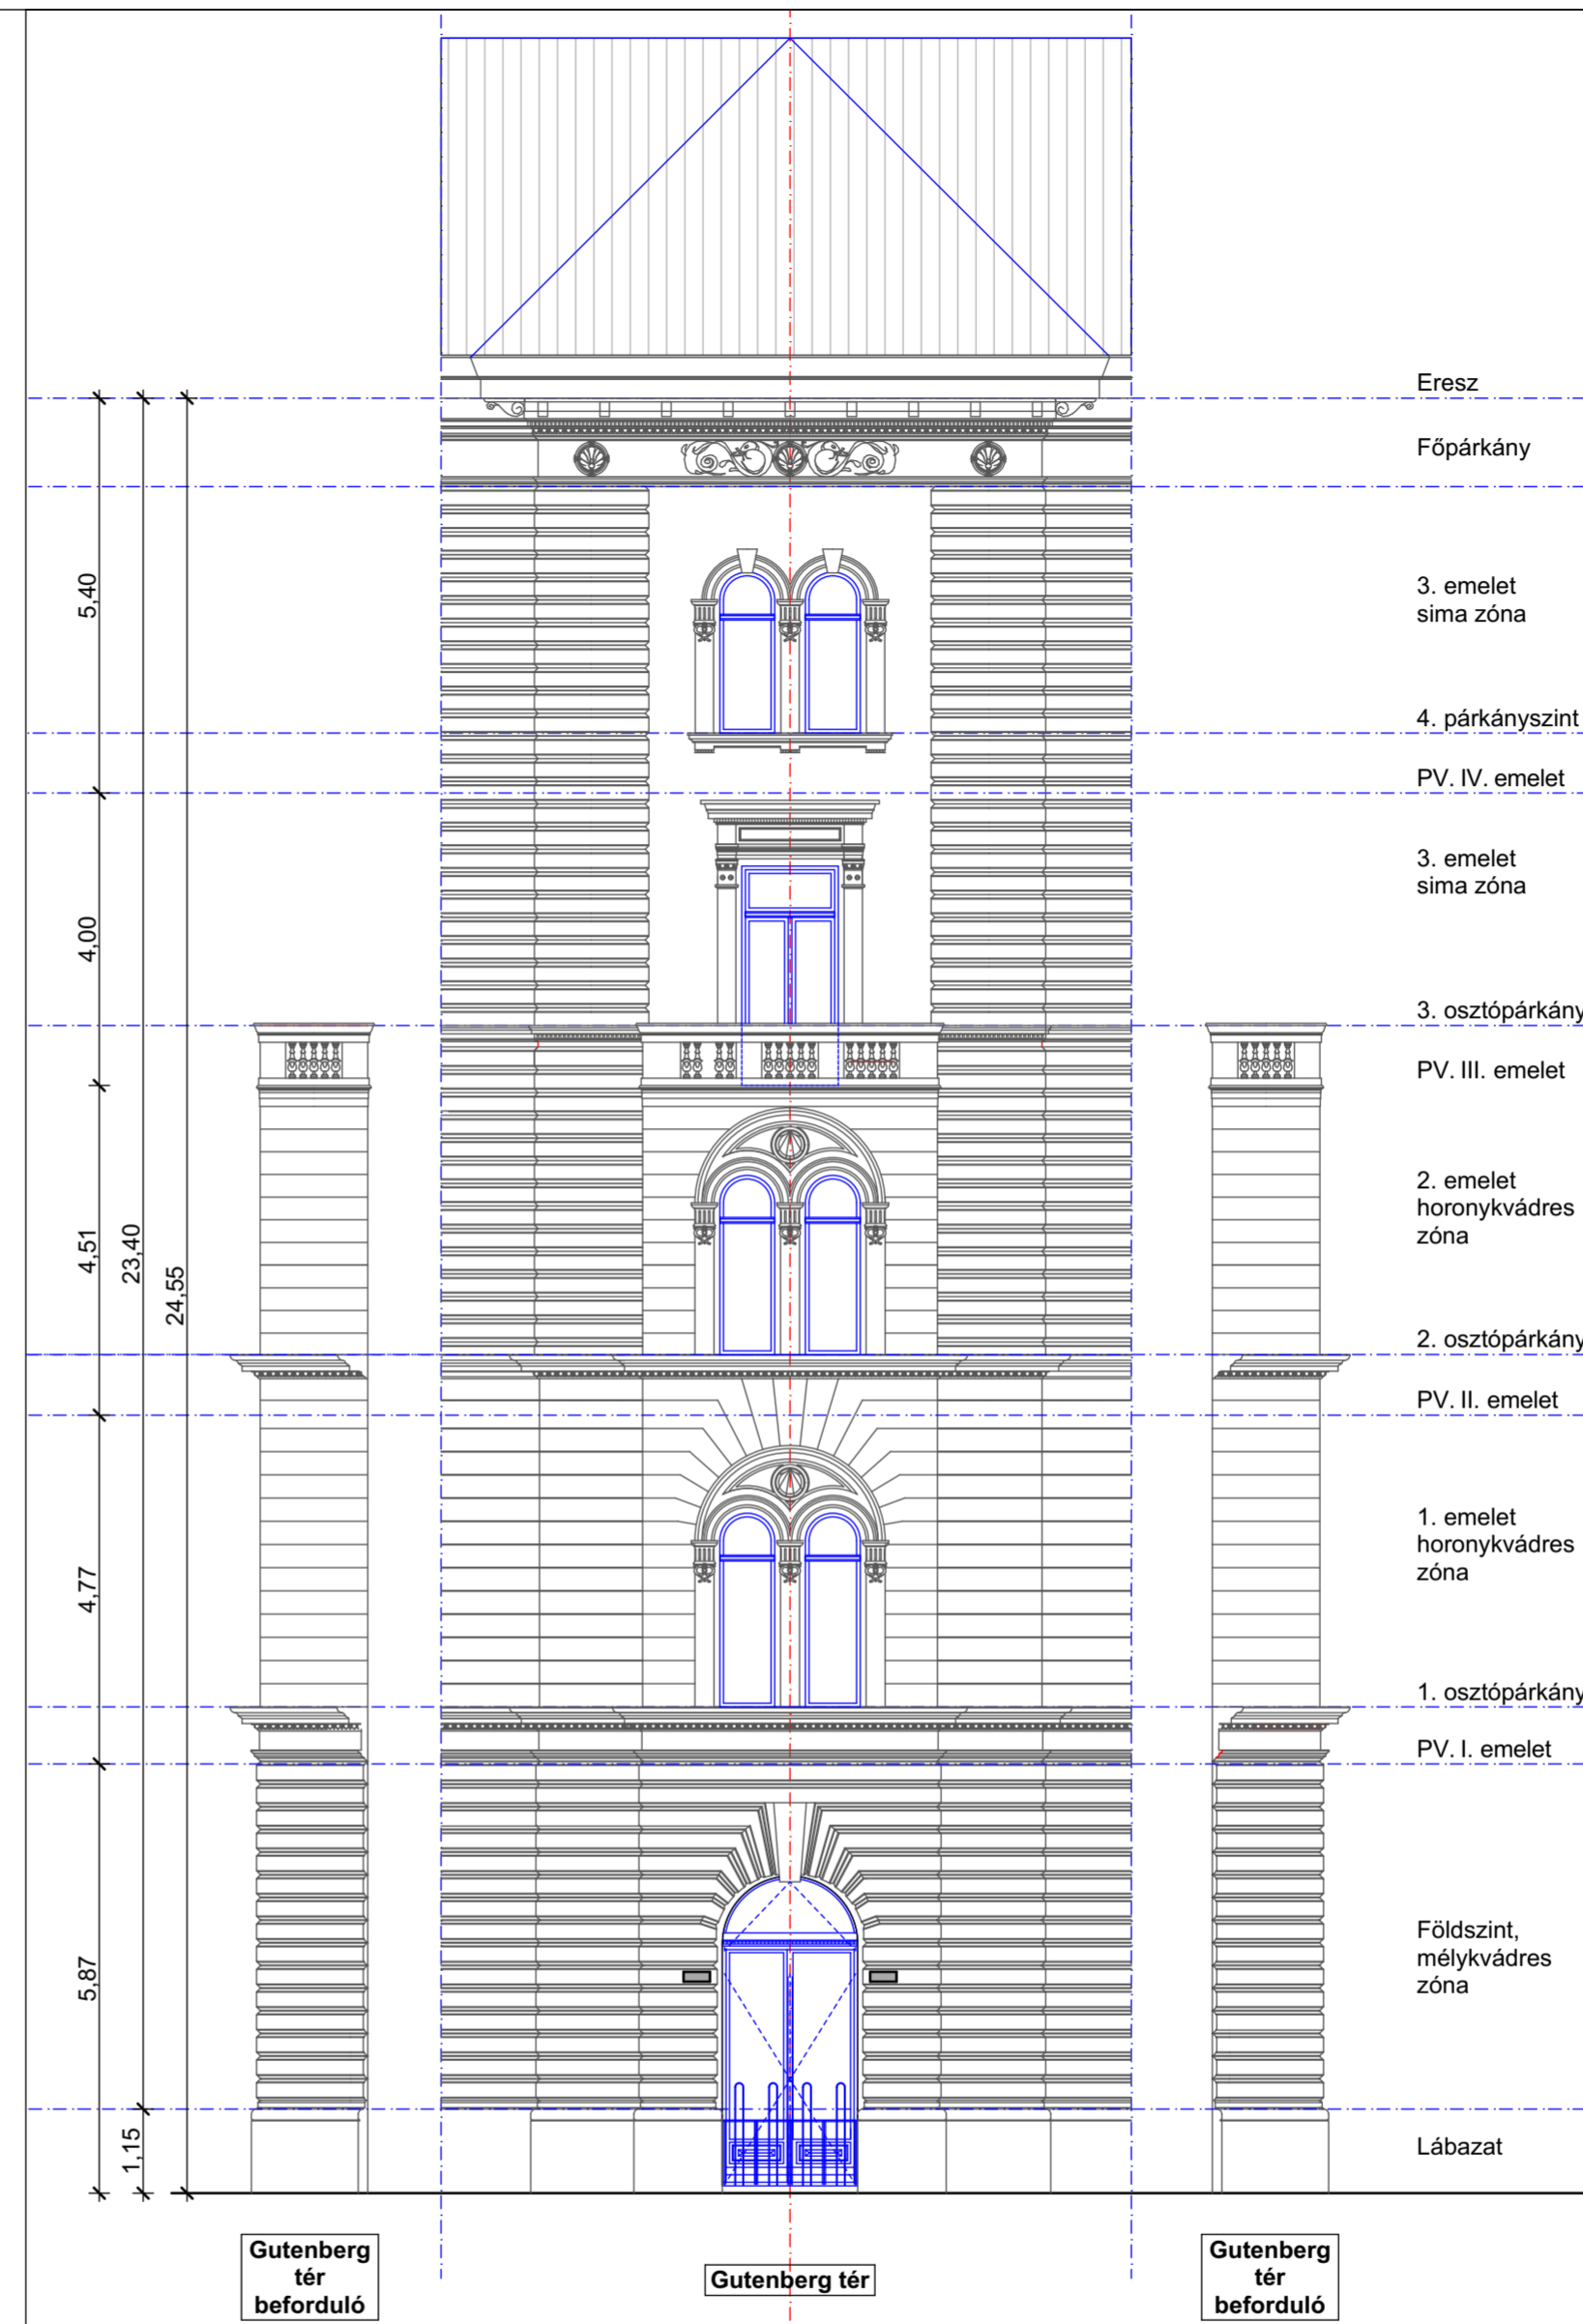 Eresz
Főpárkány
5,40
3. emelet
sima zóna
4. párkányszint
PV. IV. emelet
4,00
3. emelet
sima zóna
3. osztópárkány
PV. III. emelet
4,51
23,40
24,55
2. emelet
horonykvádres
zóna
2. osztópárkány
PV. II. emelet
4,77
1. emelet
horonykvádres
zóna
1. osztópárkány
PV. I. emelet
5,87
Földszint,
mélykvádres
zóna
1,15
Lábazat
Gutenberg
tér
beforduló
Gutenberg tér
Gutenberg
tér
beforduló